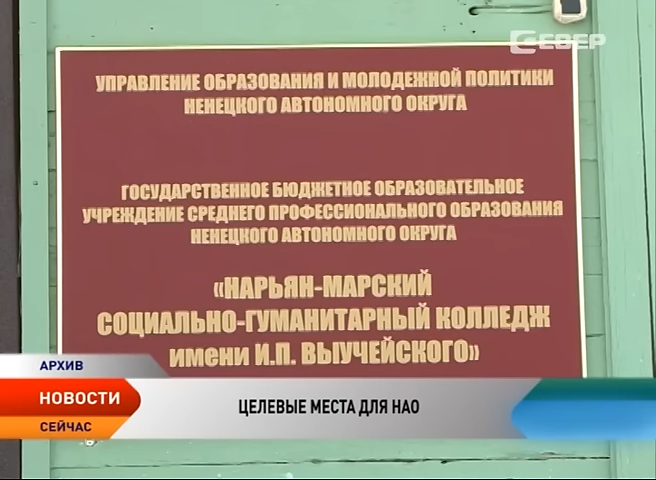 СЕВЕР
УПРАВЛЕНИЕ ОБРАЗОВАНИЯ И МОЛОДЕЖНОЙ ПОЛИТИКИ
НЕНЕЦКОГО АВТОНОМНОГО ОКРУГА
ГОСУДАРСТВЕННОЕ БЮДЖЕТНОЕ ОБРАЗОВАТЕЛЬНОЕ
УЧРЕЖДЕНИЕ СРЕДНЕГО ПРОФЕССИОНАЛЬНОГО ОБРАЗОВАНИЯ
НЕНЕЦКОГО АВТОНОМНОГО ОКРУГА
«НАРЬЯН-МАРСКИЙ
СОЦИАЛЬНО-ГУМАНИТАРНЫЙ КОЛЛЕДЖ
имени И.П. ВЫУЧЕЙСКОГО»
АРХИВ
НОВОСТИ
ЦЕЛЕВЫЕ МЕСТА ДЛЯ НАО
СЕЙЧАС